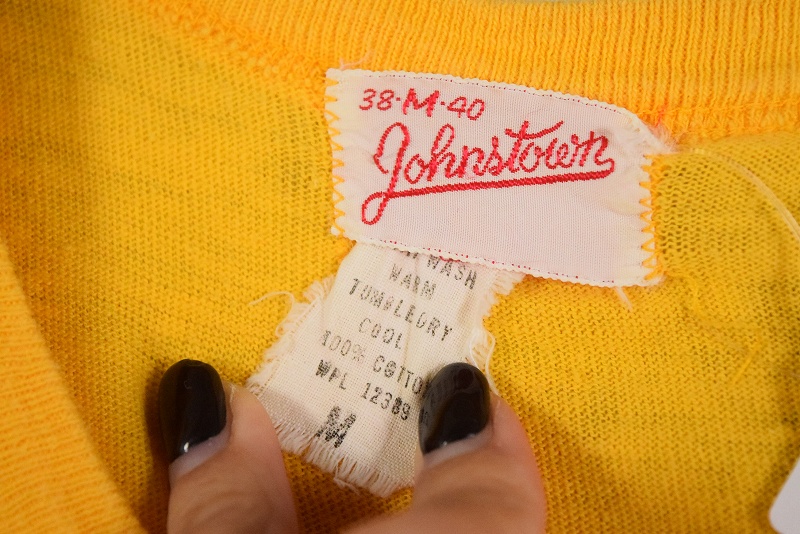 38·M·40
Johnstown
WASH
WARM
TUMBLEDRY
COOL
100% COTTON
WPL 12389
M